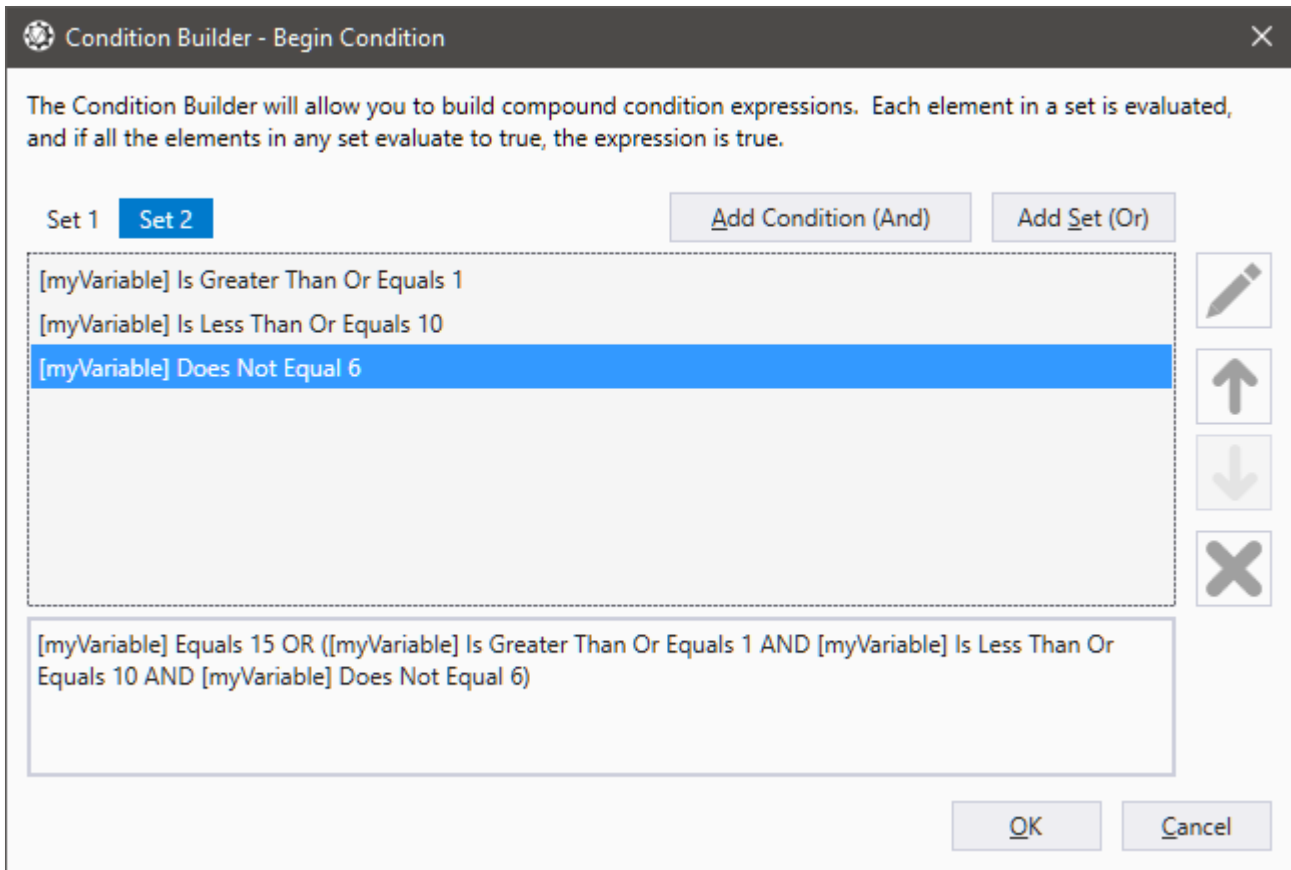 Condition Builder - Begin Condition
The Condition Builder will allow you to build compound condition expressions.  Each element in a set is evaluated,
and if all the elements in any set evaluate to true, the expression is true.
Set 1 Set 2 Add Condition (And) Add Set (Or)
[myVariable] Is Greater Than Or Equals 1
[myVariable] Is Less Than Or Equals 10
[myVariable] Does Not Equal 6
[myVariable] Equals 15 OR ([myVariable] Is Greater Than Or Equals 1 AND [myVariable] Is Less Than Or
Equals 10 AND [myVariable] Does Not Equal 6)
OK Cancel